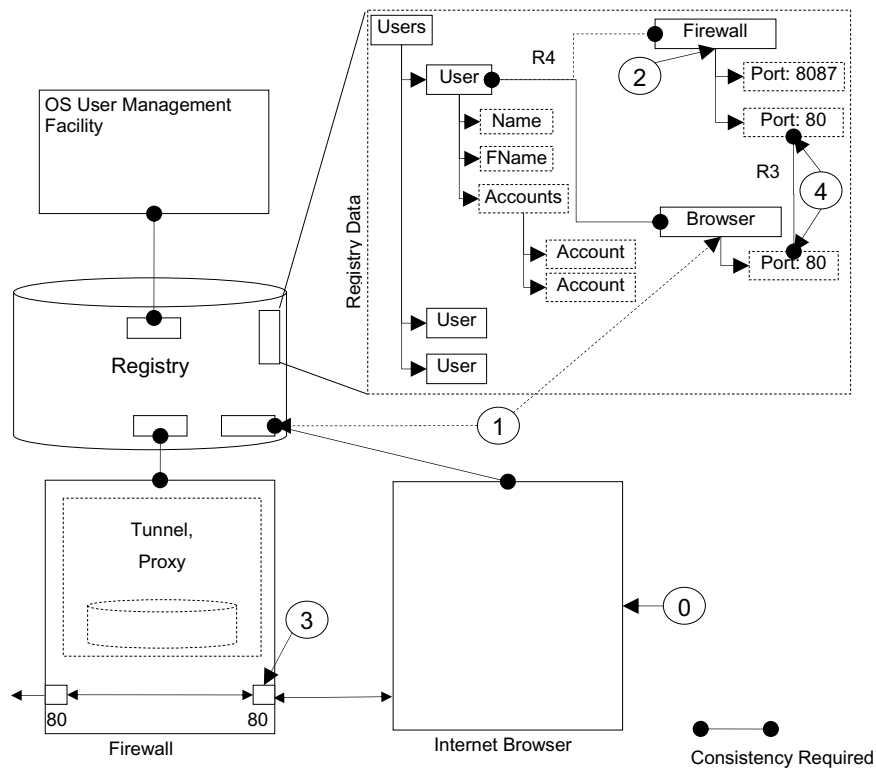 Users
Firewall
R4
User
2
Port: 8087
OS User Management
Facility
Name
Port: 80
FName
R3
4
Accounts
Browser
Registry Data
Account
Port: 80
Account
User
Registry
User
1
Tunnel,
Proxy
0
3
80
80
Firewall
Internet Browser
Consistency Required